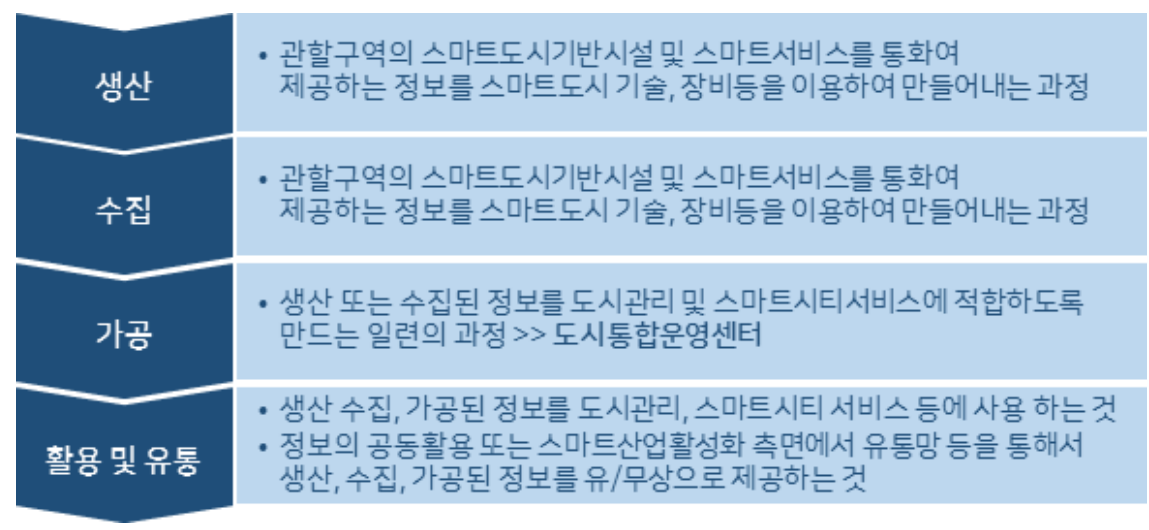 생산
• 관할구역의 스마트도시기반시설 및 스마트서비스를 통화여
제공하는 정보를 스마트도시 기술, 장비등을 이용하여 만들어내는 과정
수집
• 관할구역의 스마트도시기반시설 및 스마트서비스를 통화여
제공하는 정보를 스마트도시 기술, 장비등을 이용하여 만들어내는 과정
가공
• 생산 또는 수집된 정보를 도시관리 및 스마트시티서비스에 적합하도록
만드는 일련의 과정 >> 도시통합운영센터
활용 및 유통
• 생산 수집, 가공된 정보를 도시관리, 스마트시티 서비스 등에 사용 하는 것
• 정보의 공동활용 또는 스마트산업활성화 측면에서 유통망 등을 통해서
생산, 수집, 가공된 정보를 유/무상으로 제공하는 것